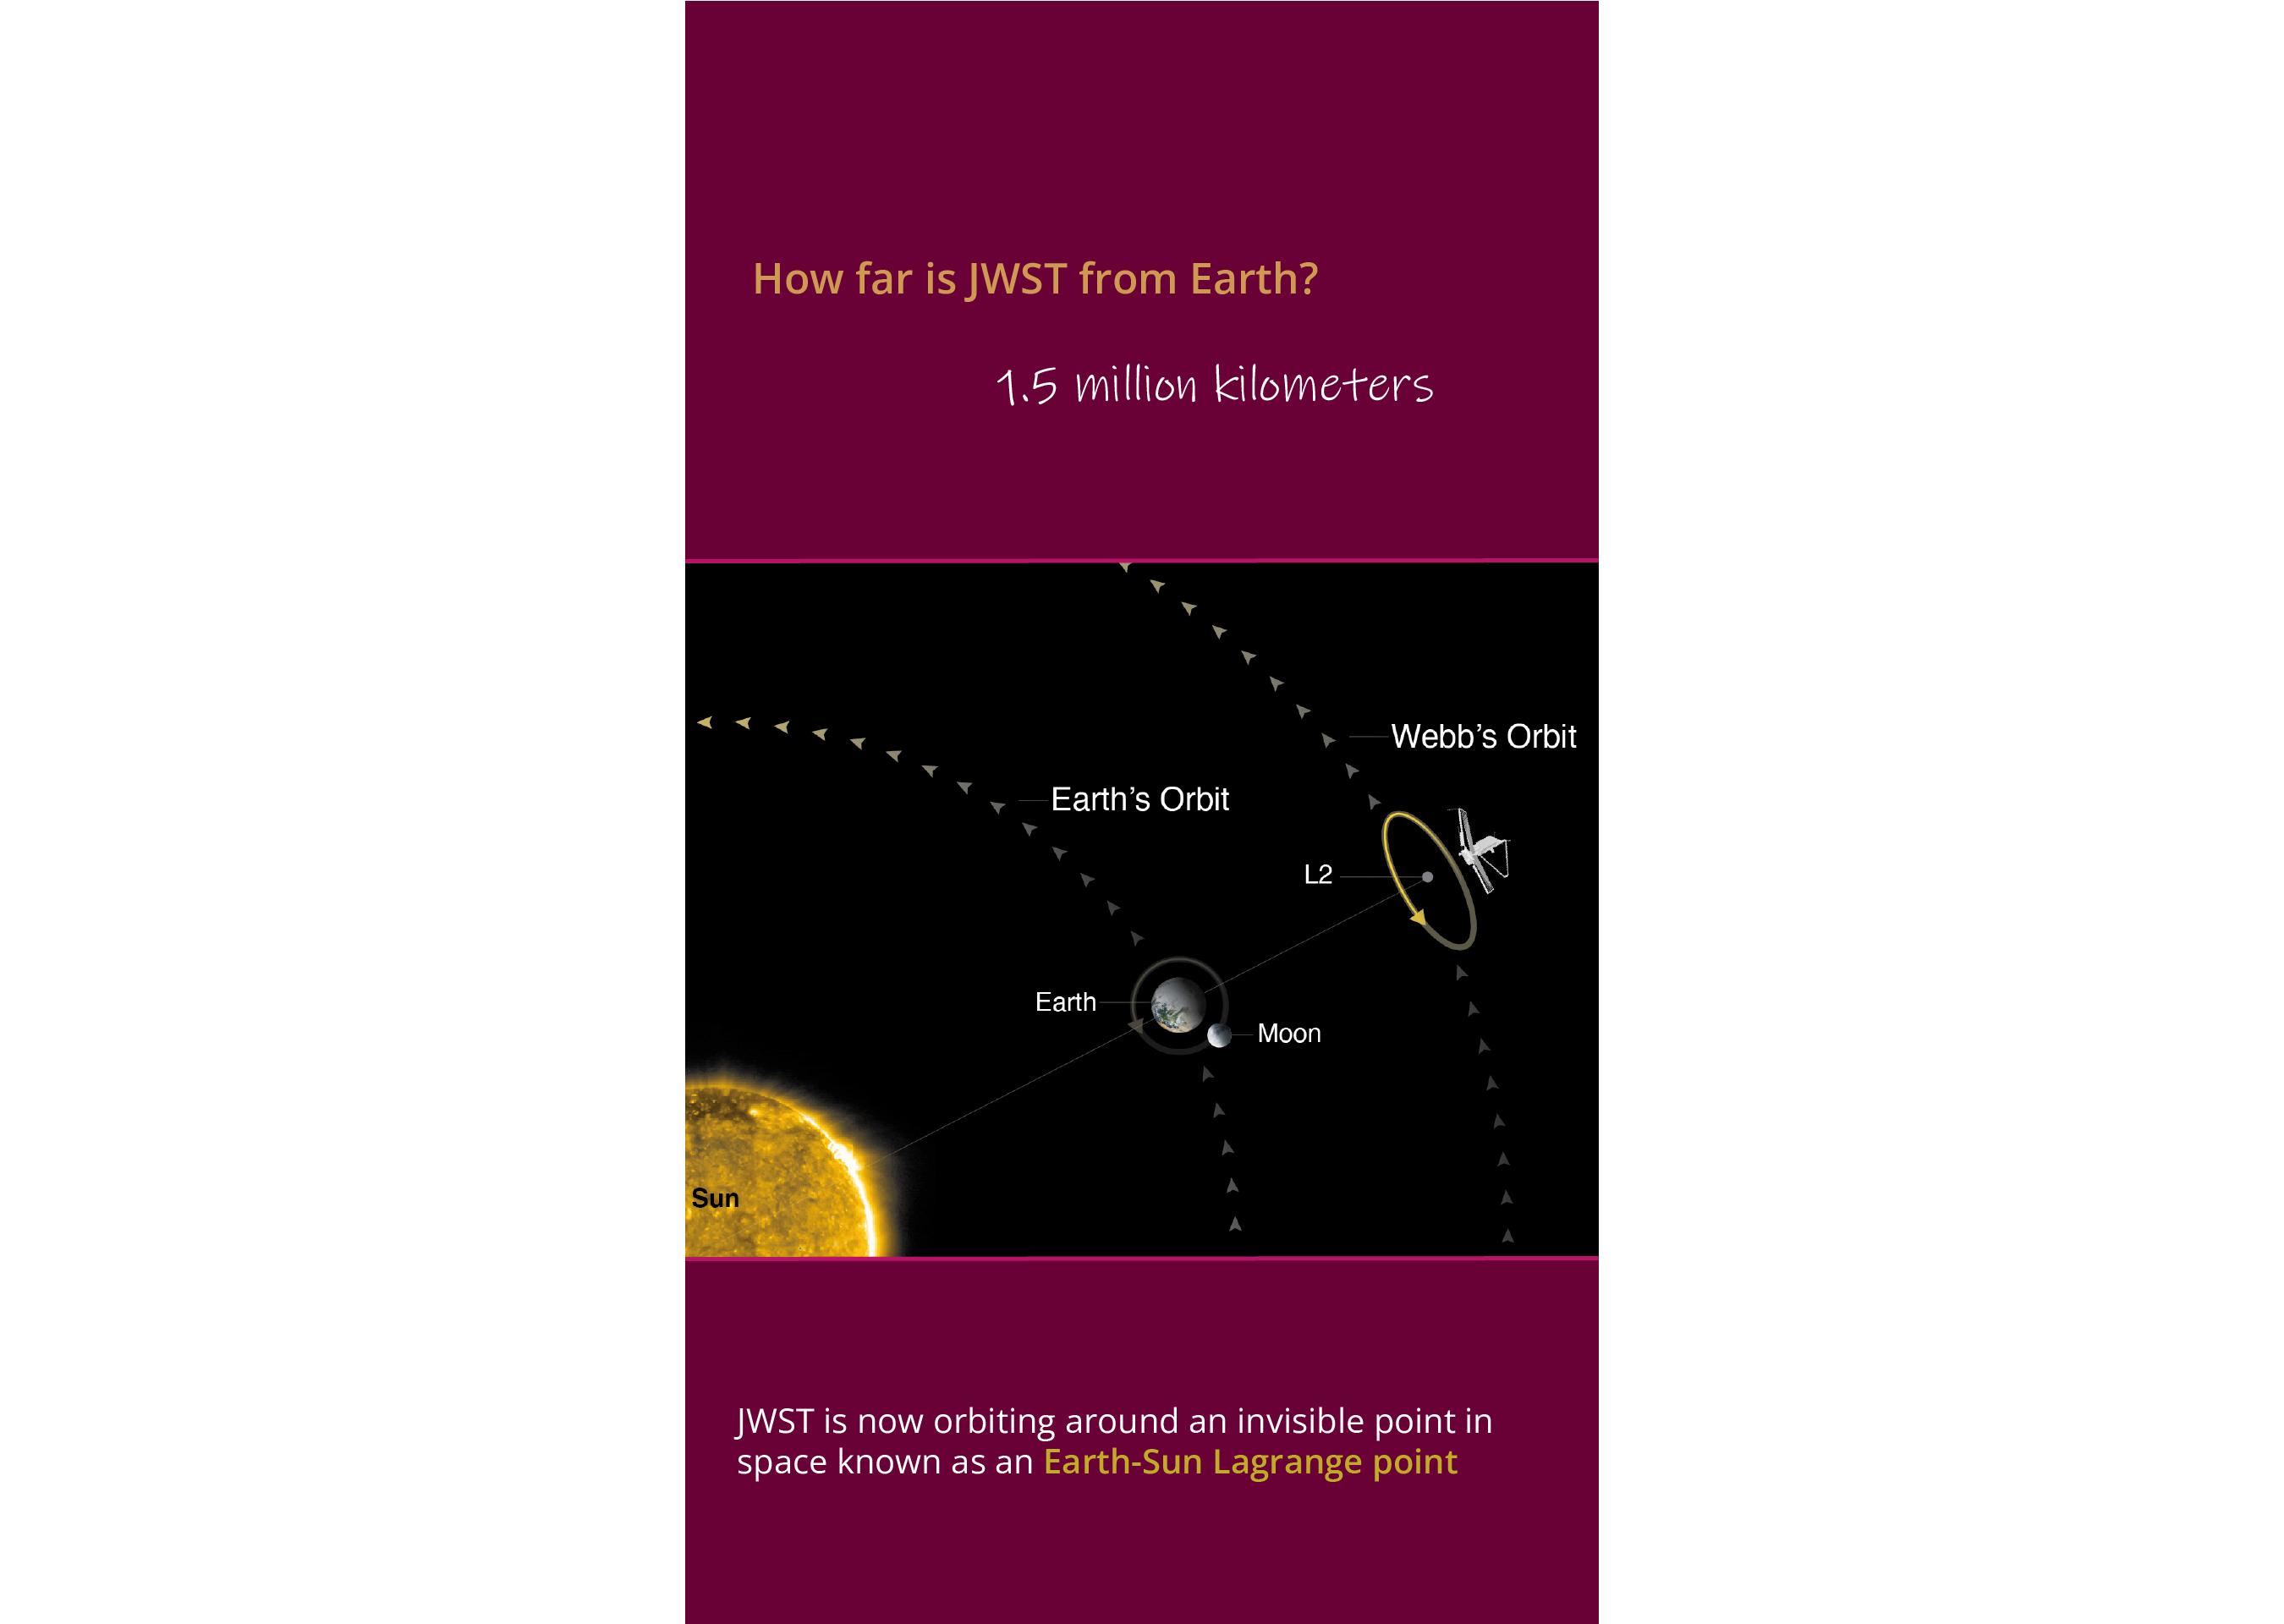 How far is JWST from Earth?
1.5 million kilometers
Webb’s Orbit
Earth’s Orbit
L2
Earth
Moon
Sun
JWST is now orbiting around an invisible point in
space known as an Earth-Sun Lagrange point